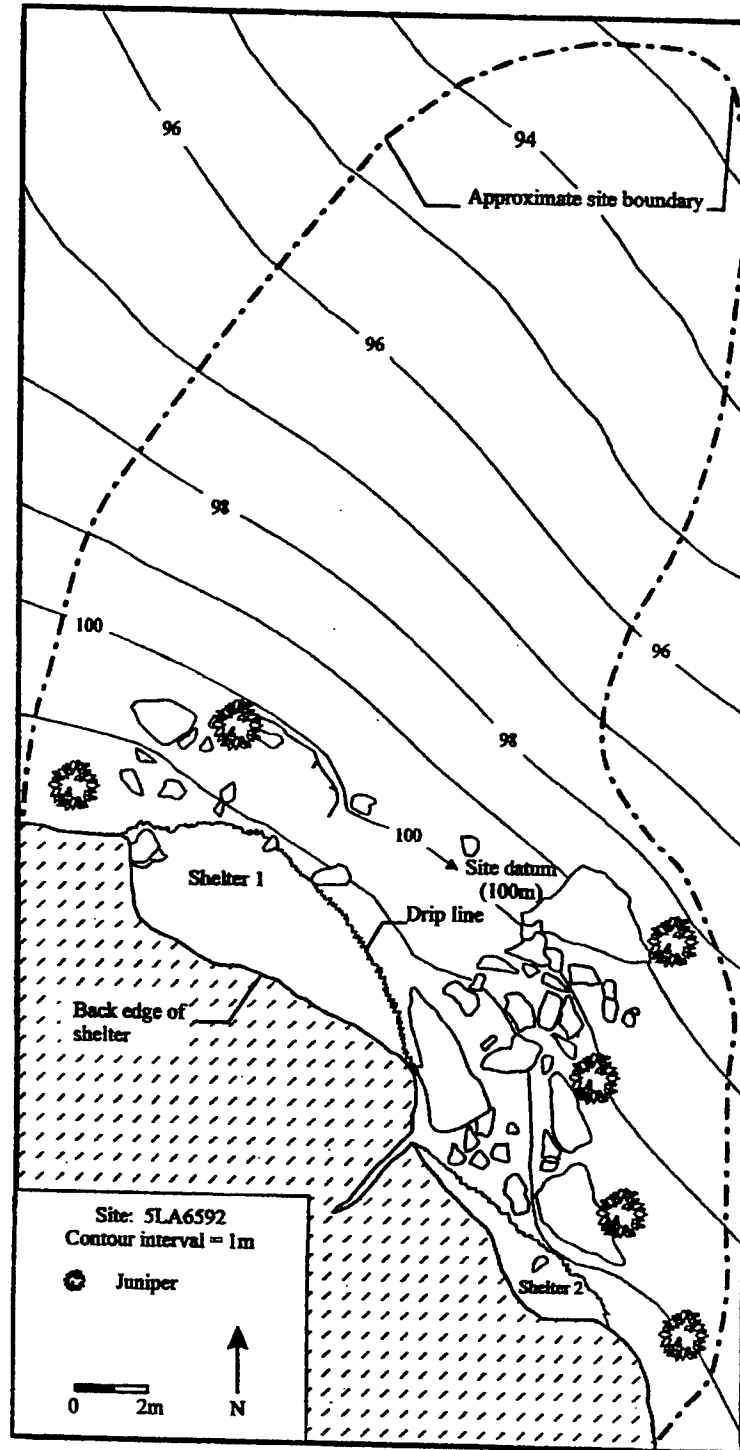 96
94
Approximate site boundary
96
98
100
96
98
100
Site datum
(100m)
Shelter 1
Drip line
Back edge of
shelter
Site: 5LA6592
Contour interval = 1m
Juniper
Shelter 2
0 2m
N